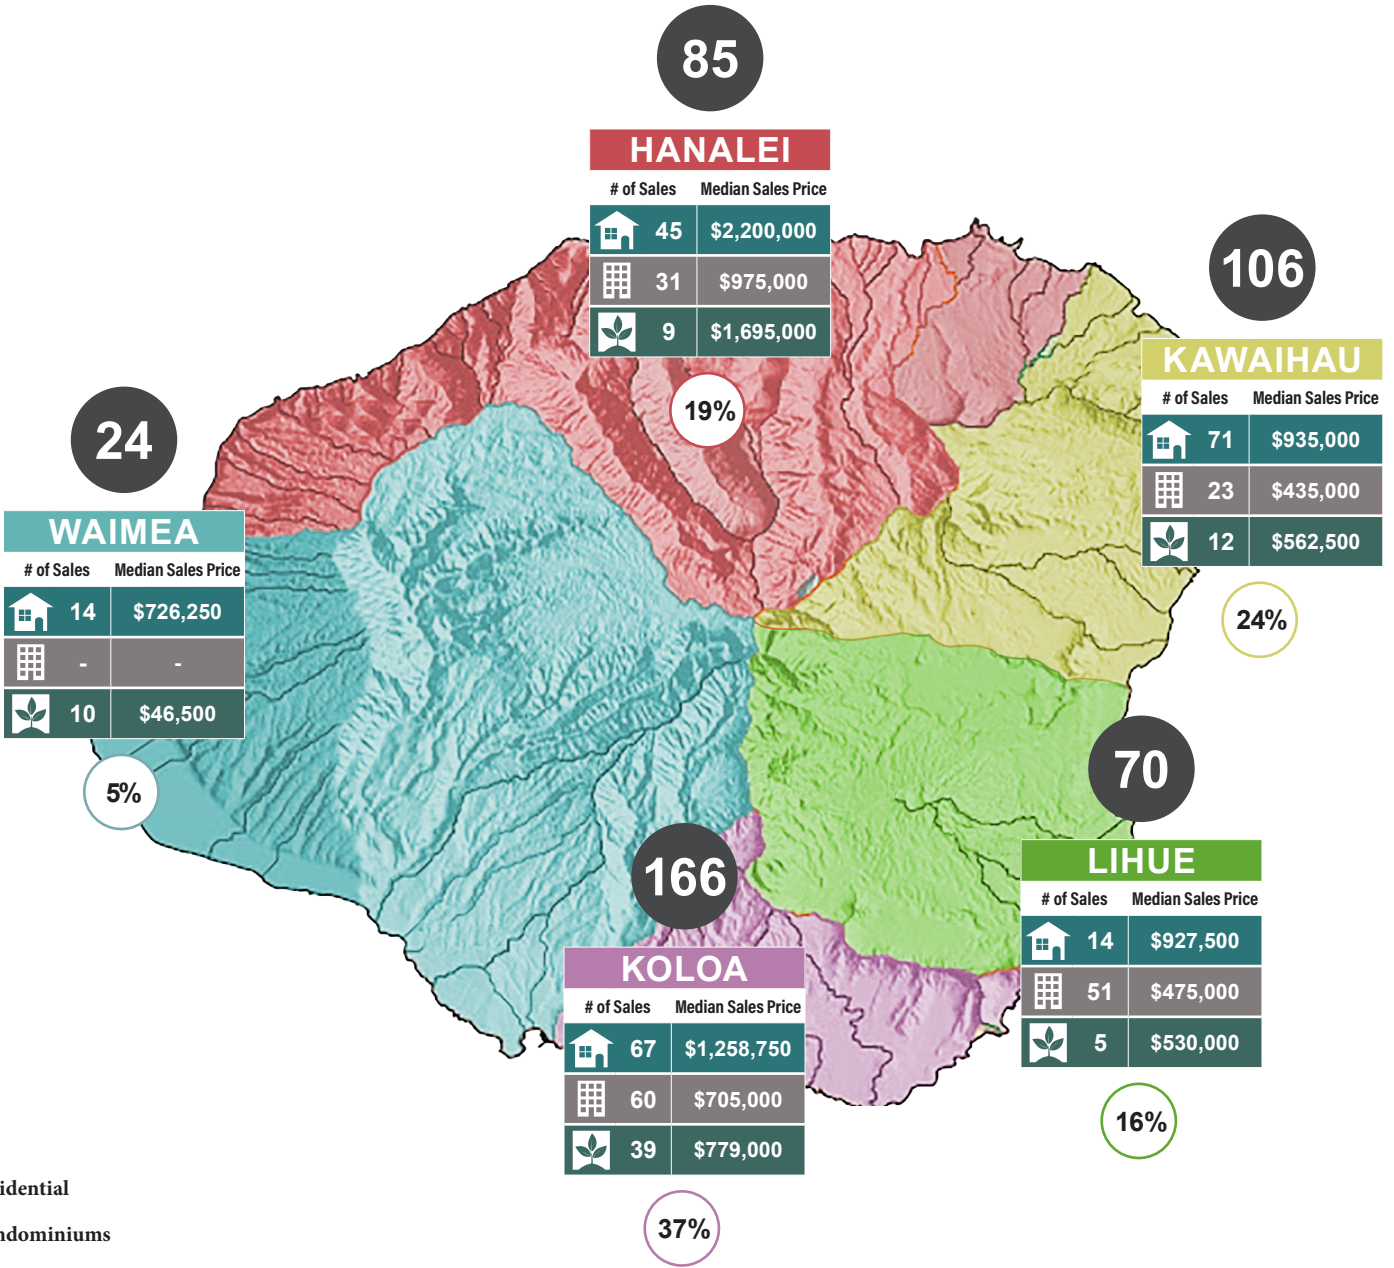 85
HANALEI
# of Sales Median Sales Price
45 $2,200,000
31 $975,000
9 $1,695,000
19%
106
KAWAIHAU
# of Sales Median Sales Price
71 $935,000
23 $435,000
12 $562,500
24%
24
WAIMEA
# of Sales Median Sales Price
14 $726,250
- -
10 $46,500
5%
70
LIHUE
# of Sales Median Sales Price
14 $927,500
51 $475,000
5 $530,000
16%
166
KOLOA
# of Sales Median Sales Price
67 $1,258,750
60 $705,000
39 $779,000
37%
idential
ndominiums